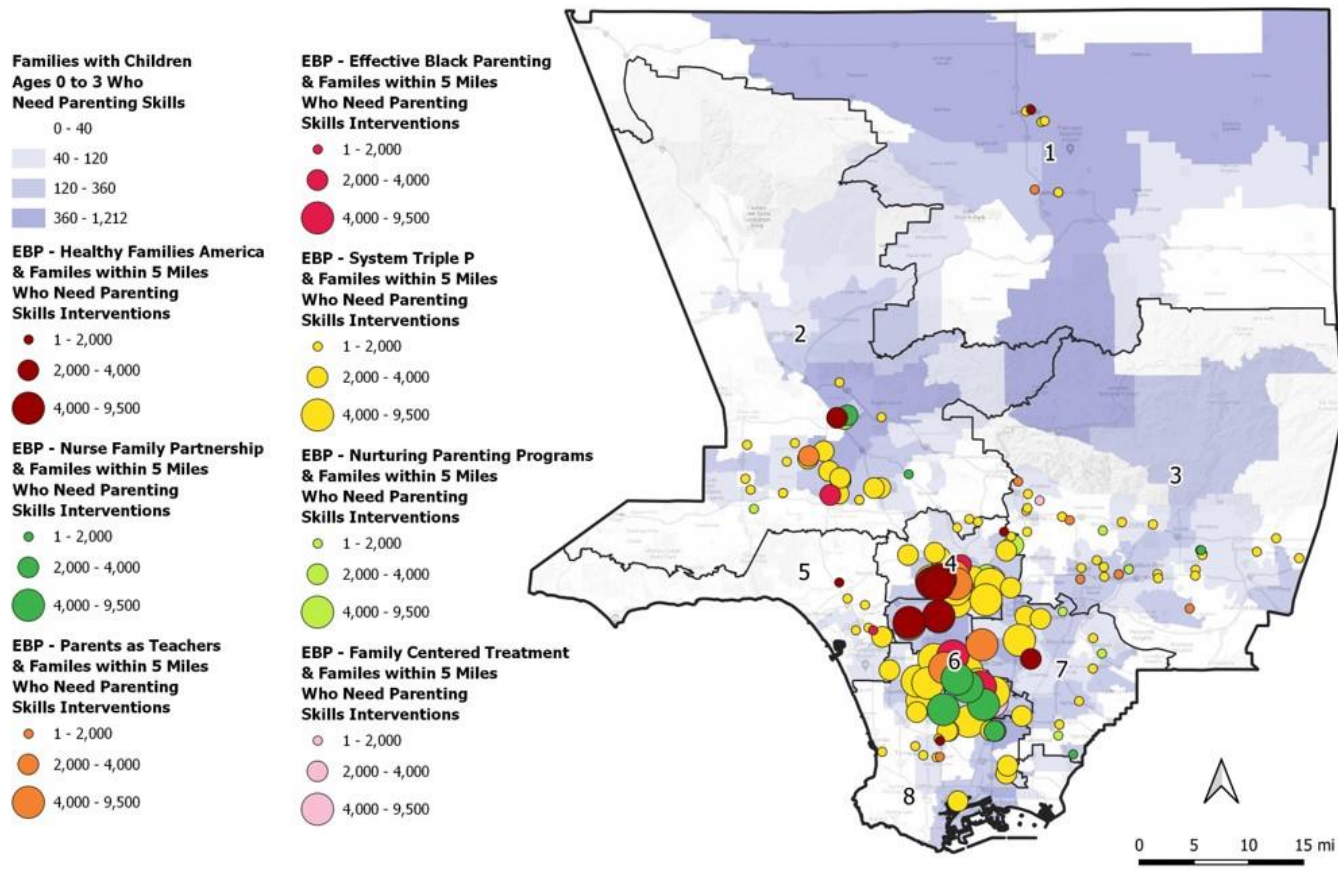 Families with Children
Ages 0 to 3 Who
Need Parenting Skills
0 - 40
40 - 120
120 - 360
360 - 1,212
EBP - Healthy Families America
& Familes within 5 Miles
Who Need Parenting
Skills Interventions
1 - 2,000
2,000 - 4,000
4,000 - 9,500
EBP - Nurse Family Partnership
& Familes within 5 Miles
Who Need Parenting
Skills Interventions
1 - 2,000
2,000 - 4,000
4,000 - 9,500
EBP - Parents as Teachers
& Familes within 5 Miles
Who Need Parenting
Skills Interventions
1 - 2,000
2,000 - 4,000
4,000 - 9,500
EBP - Effective Black Parenting
& Familes within 5 Miles
Who Need Parenting
Skills Interventions
1 - 2,000
2,000 - 4,000
4,000 - 9,500
EBP - System Triple P
& Familes within 5 Miles
Who Need Parenting
Skills Interventions
1 - 2,000
2,000 - 4,000
4,000 - 9,500
EBP - Nurturing Parenting Programs
& Familes within 5 Miles
Who Need Parenting
Skills Interventions
1 - 2,000
2,000 - 4,000
4,000 - 9,500
EBP - Family Centered Treatment
& Familes within 5 Miles
Who Need Parenting
Skills Interventions
1 - 2,000
2,000 - 4,000
4,000 - 9,500
1
2
3
4
5
6
7
8
0 5 10 15 mi